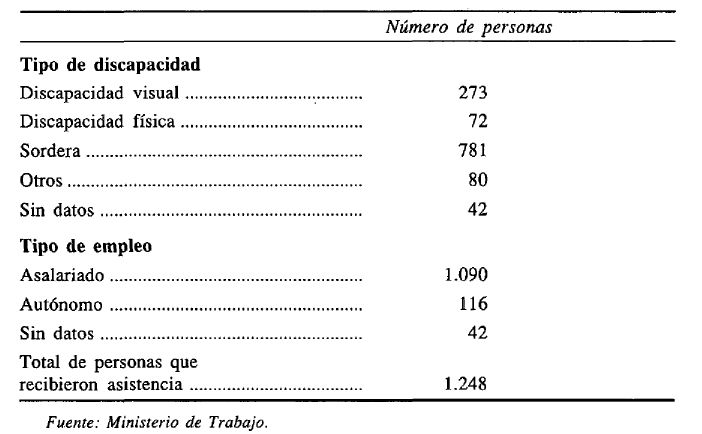 Número de personas
Tipo de discapacidad
Discapacidad visual ...................................... 273
Discapacidad física ....................................... 72
Sordera ........................................................... 781
Otros ............................................................... 80
Sin datos ........................................................ 42
Tipo de empleo
Asalariado ...................................................... 1.090
Autónomo ...................................................... 116
Sin datos ........................................................ 42
Total de personas que
recibieron asistencia ..................................... 1.248
Fuente: Ministerio de Trabajo.